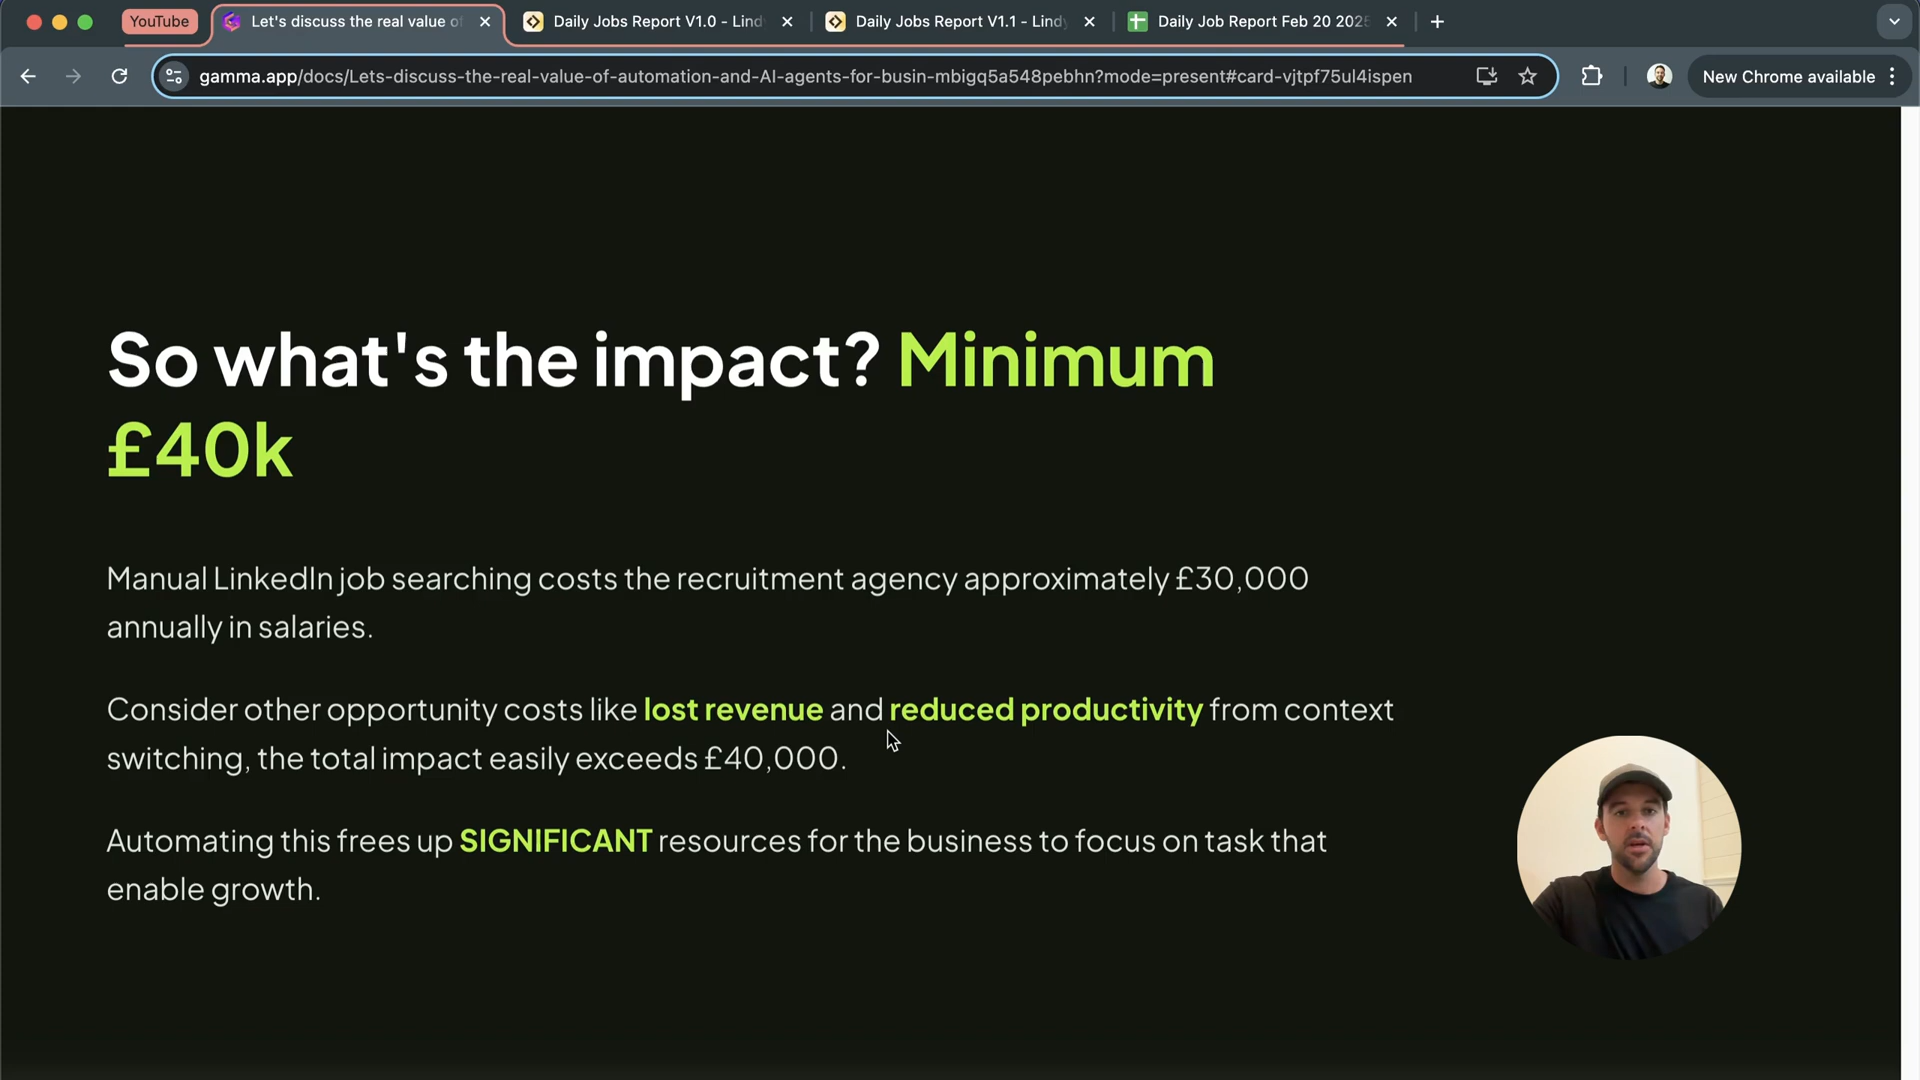 YouTube
Let's discuss the real value of
Daily Jobs Report V1.0 - Lind
Daily Jobs Report V1.1 - Lindy
Daily Job Report Feb 20 2025
gamma.app/docs/Lets-discuss-the-real-value-of-automation-and-AI-agents-for-busin-mbigq5a548pebhn?mode=present#card-vjtpf75ul4ispen
New Chrome available
So what's the impact? Minimum
£40k
Manual LinkedIn job searching costs the recruitment agency approximately £30,000
annually in salaries.
Consider other opportunity costs like lost revenue and reduced productivity from context
switching, the total impact easily exceeds £40,000.
Automating this frees up SIGNIFICANT resources for the business to focus on task that
enable growth.